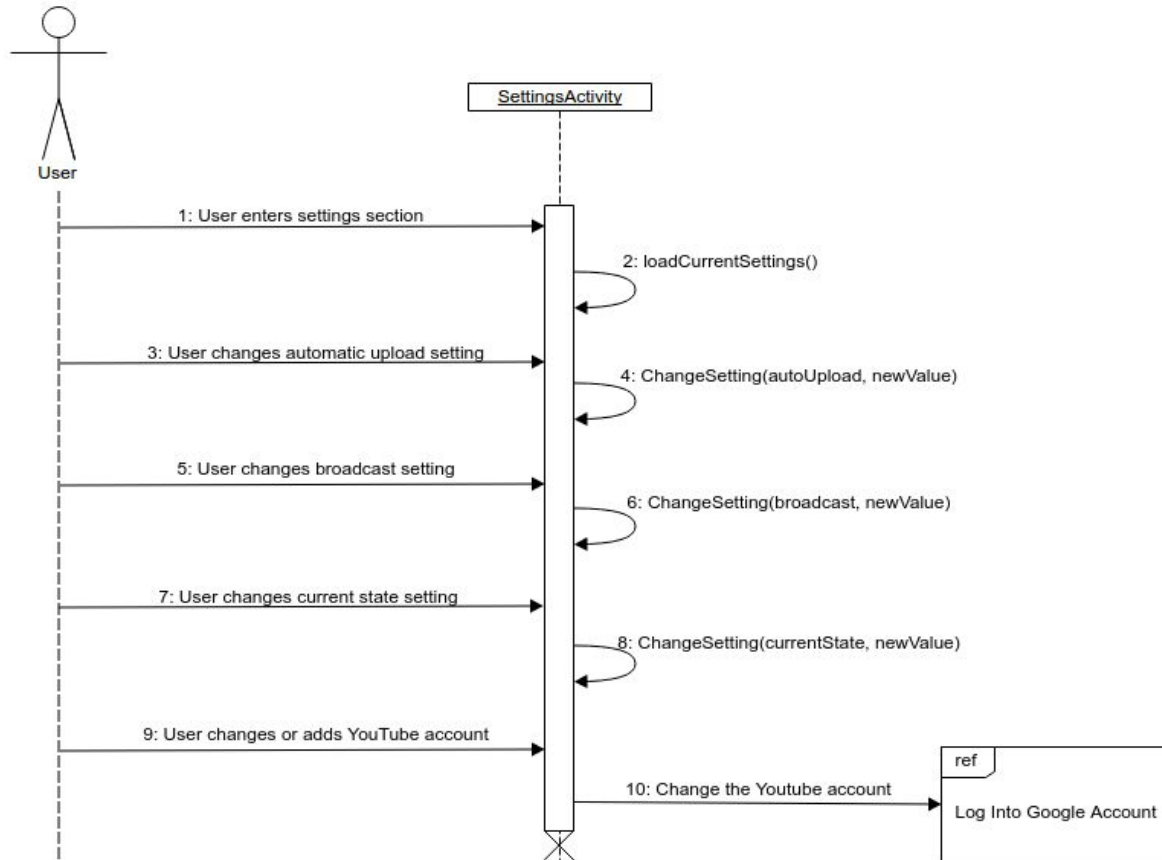 SettingsActivity
User
1: User enters settings section
2: loadCurrentSettings()
3: User changes automatic upload setting
4: ChangeSetting(autoUpload, newValue)
5: User changes broadcast setting
6: ChangeSetting(broadcast, newValue)
7: User changes current state setting
8: ChangeSetting(currentState, newValue)
9: User changes or adds YouTube account
ref
10: Change the Youtube account
Log Into Google Account